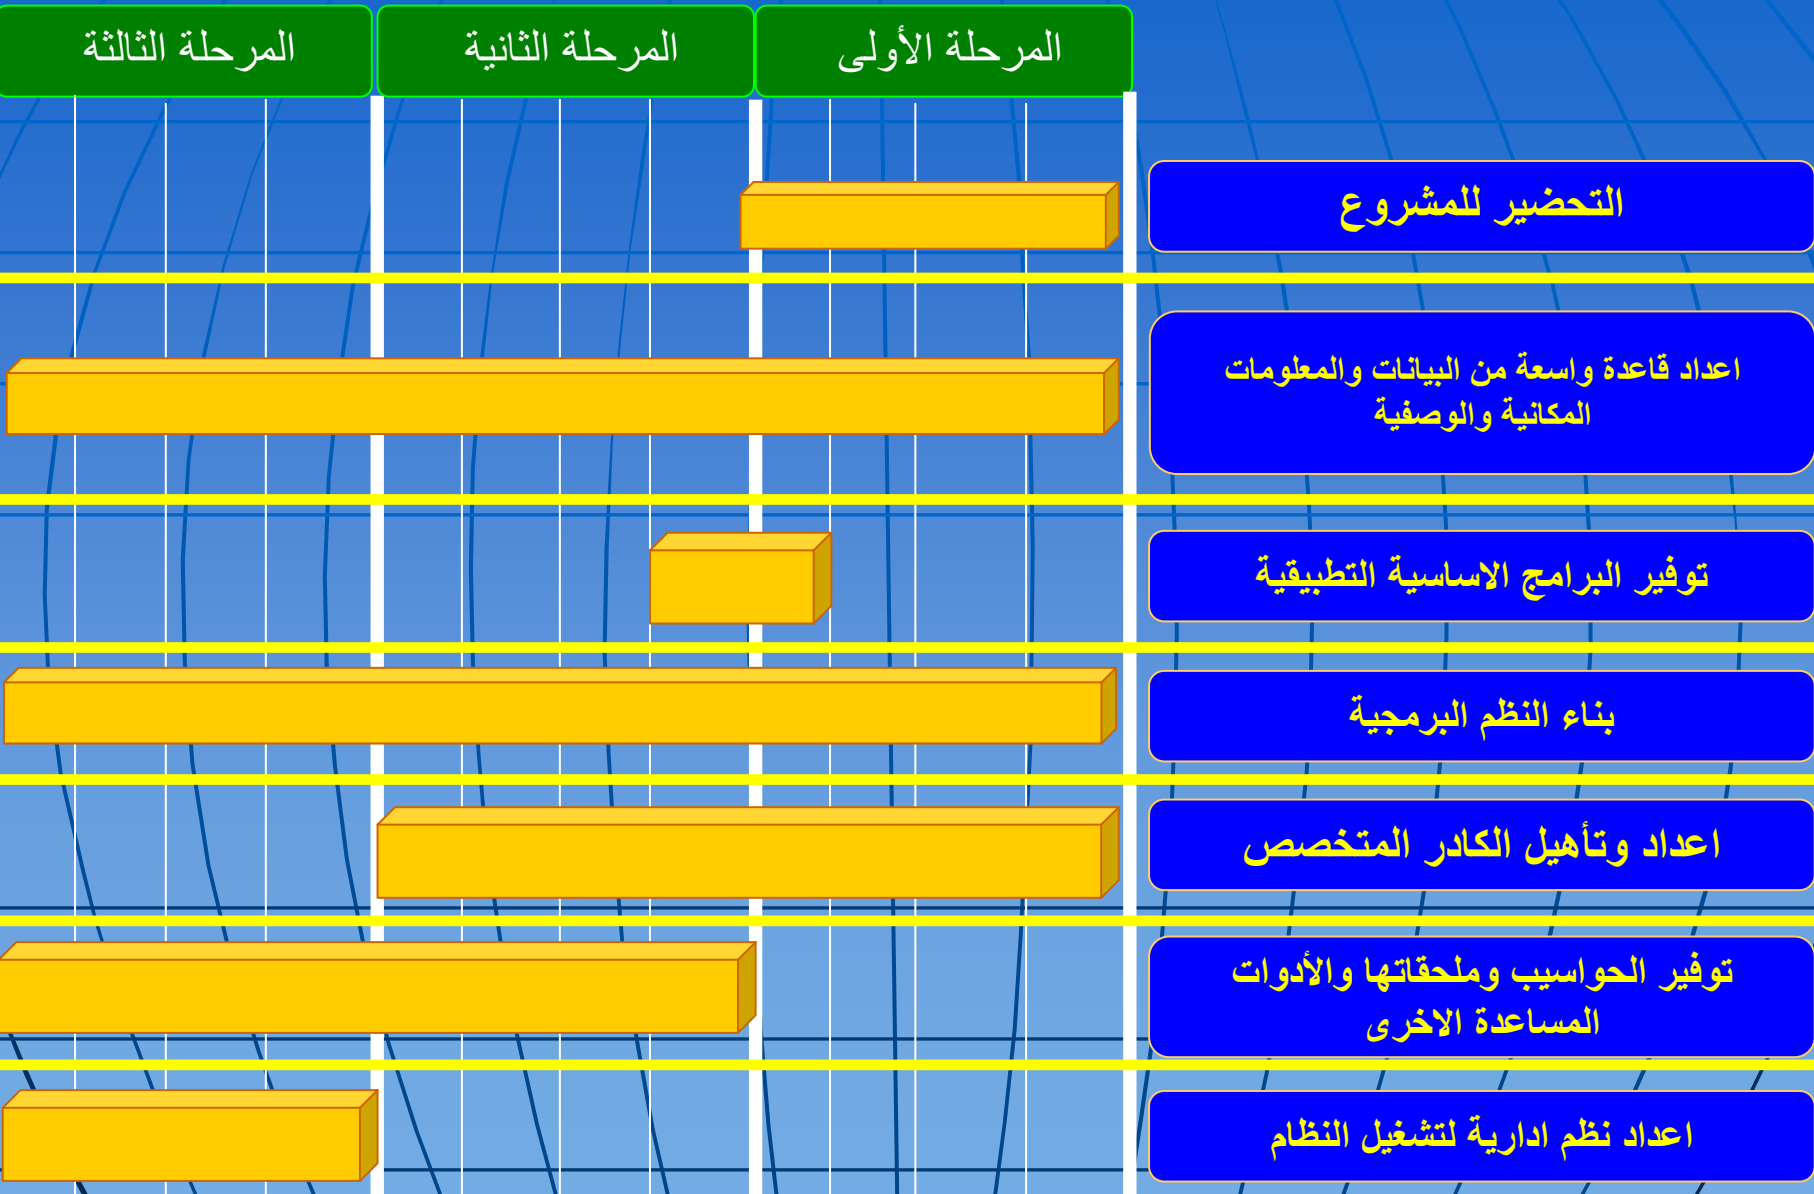 المرحلة الأولى
المرحلة الثانية
المرحلة الثالثة
التحضير للمشروع
اعداد قاعدة واسعة من البيانات والمعلومات
المكانية والوصفية
توفير البرامج الاساسية التطبيقية
بناء النظم البرمجية
اعداد وتأهيل الكادر المتخصص
توفير الحواسيب وملحقاتها والأدوات
المساعدة الاخرى
اعداد نظم ادارية لتشغيل النظام